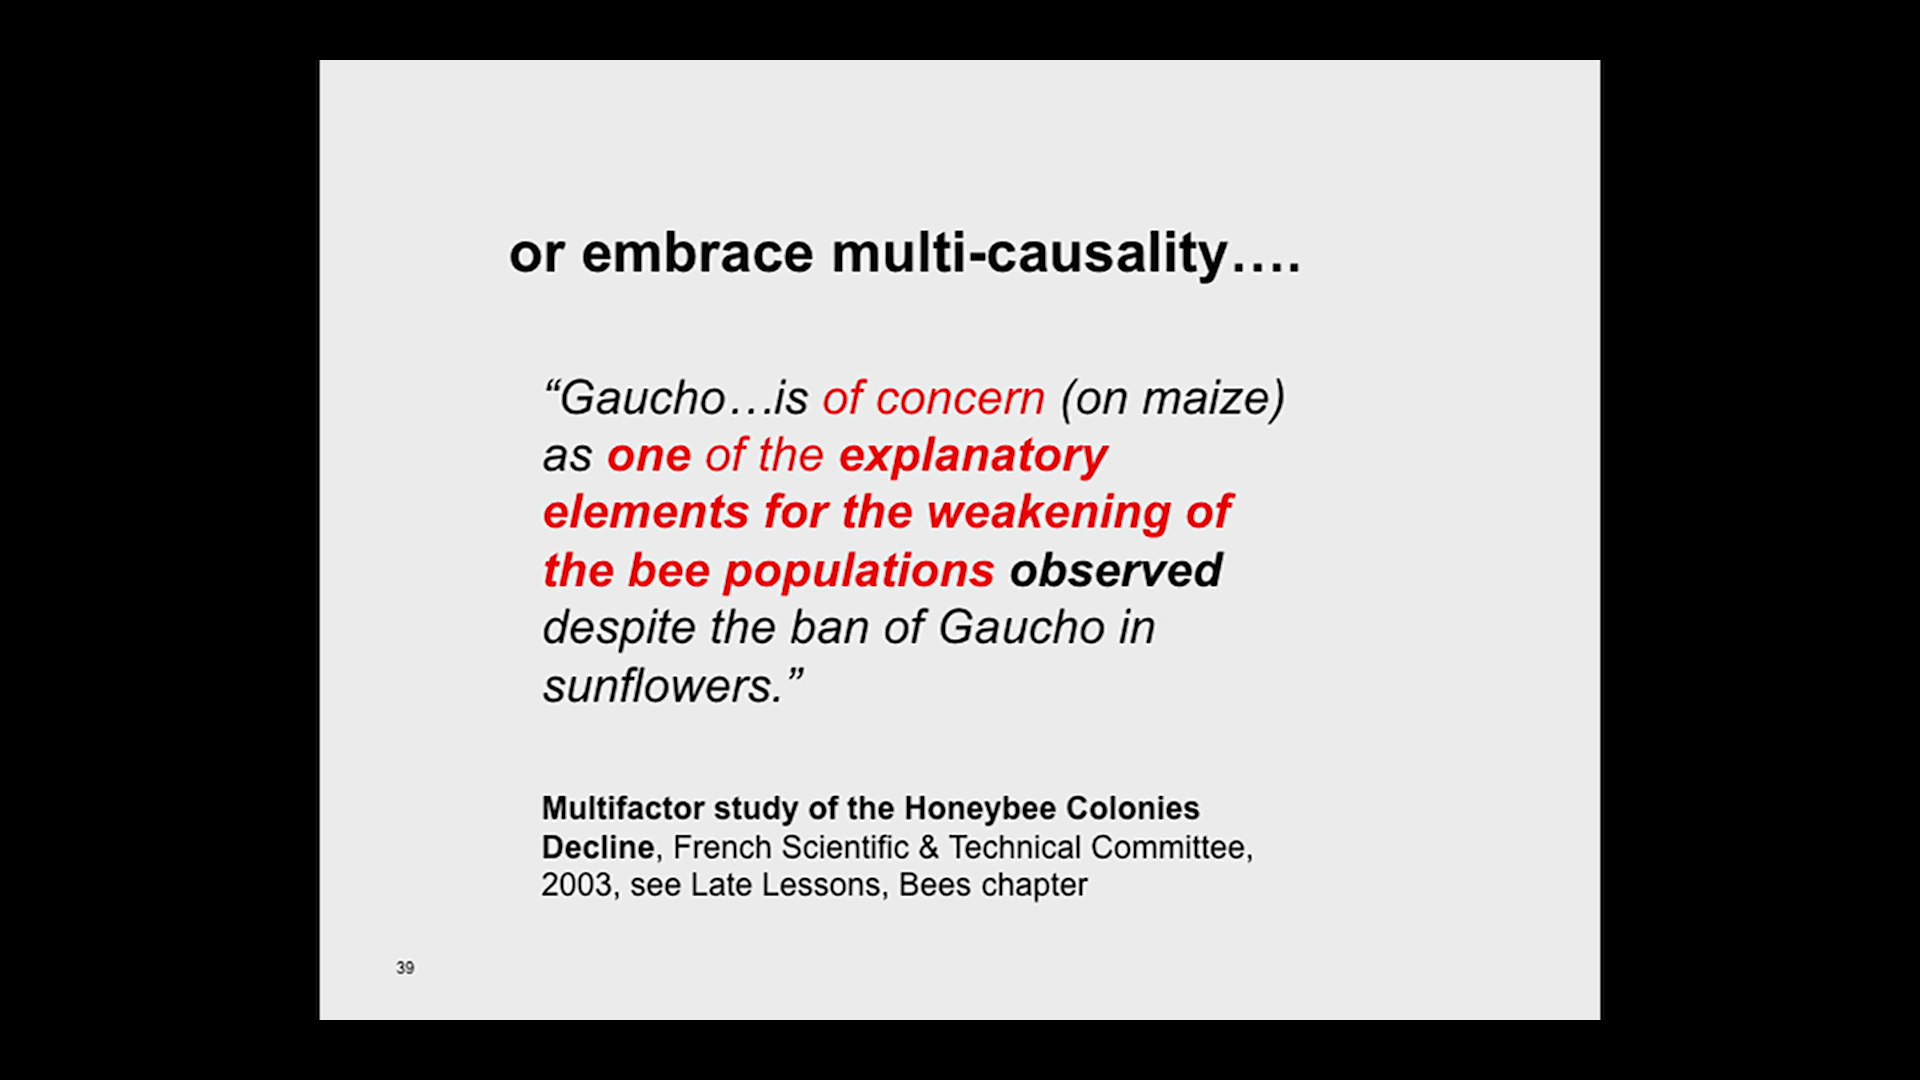 or embrace multi-causality….
“Gaucho…is of concern (on maize)
as one of the explanatory
elements for the weakening of
the bee populations observed
despite the ban of Gaucho in
sunflowers.”
Multifactor study of the Honeybee Colonies
Decline, French Scientific & Technical Committee,
2003, see Late Lessons, Bees chapter
39